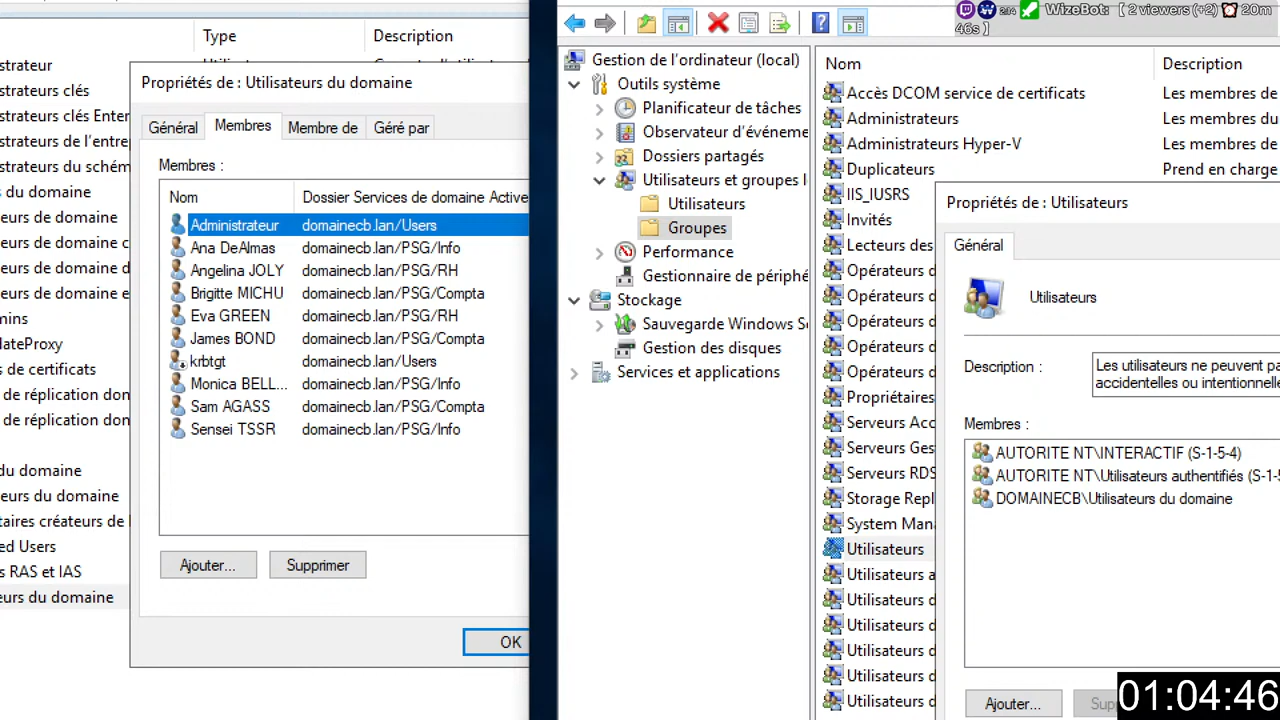 Type
Description
strateur
strateurs clés
strateurs clés Enter
strateurs de l'entre
strateurs du schém
s du domaine
eurs de domaine
eurs de domaine c
eurs de domaine d
eurs de domaine e
mins
lateProxy
s de certificats
de réplication don
de réplication don
du domaine
eurs du domaine
taires créateurs de
ed Users
s RAS et IAS
eurs du domaine
Propriétés de : Utilisateurs du domaine
Général
Membres
Membre de
Géré par
Membres :
Nom
Dossier Services de domaine Active
Administrateur domainecb.lan/Users
Ana DeAlmas domainecb.lan/PSG/Info
Angelina JOLY domainecb.lan/PSG/RH
Brigitte MICHU domainecb.lan/PSG/Compta
Eva GREEN domainecb.lan/PSG/RH
James BOND domainecb.lan/PSG/Compta
krbtgt domainecb.lan/Users
Monica BELL... domainecb.lan/PSG/Info
Sam AGASS domainecb.lan/PSG/Compta
Sensei TSSR domainecb.lan/PSG/Info
Ajouter...
Supprimer
OK
WizeBot: [ 2 viewers (+2) 20m
46s ]
Gestion de l'ordinateur (local)
Outils système
Planificateur de tâches
Observateur d'événeme
Dossiers partagés
Utilisateurs et groupes l
Utilisateurs
Groupes
Performance
Gestionnaire de périphé
Stockage
Sauvegarde Windows S
Gestion des disques
Services et applications
Nom
Description
Accès DCOM service de certificats Les membres de
Administrateurs Les membres du
Administrateurs Hyper-V Les membres de
Duplicateurs Prend en charge
IIS_IUSRS
Invités
Lecteurs des
Opérateurs d
Opérateurs d
Opérateurs d
Opérateurs d
Opérateurs d
Propriétaires
Serveurs Acc
Serveurs Ges
Serveurs RDS
Storage Repl
System Mana
Utilisateurs
Utilisateurs a
Utilisateurs d
Utilisateurs d
Utilisateurs d
Utilisateurs d
Utilisateurs d
Propriétés de : Utilisateurs
Général
Utilisateurs
Description :
Les utilisateurs ne peuvent pa
accidentelles ou intentionnelle
Membres :
AUTORITE NT\INTERACTIF (S-1-5-4)
AUTORITE NT\Utilisateurs authentifiés (S-1-5
DOMAINECB\Utilisateurs du domaine
Ajouter...
Sup
01:04:46